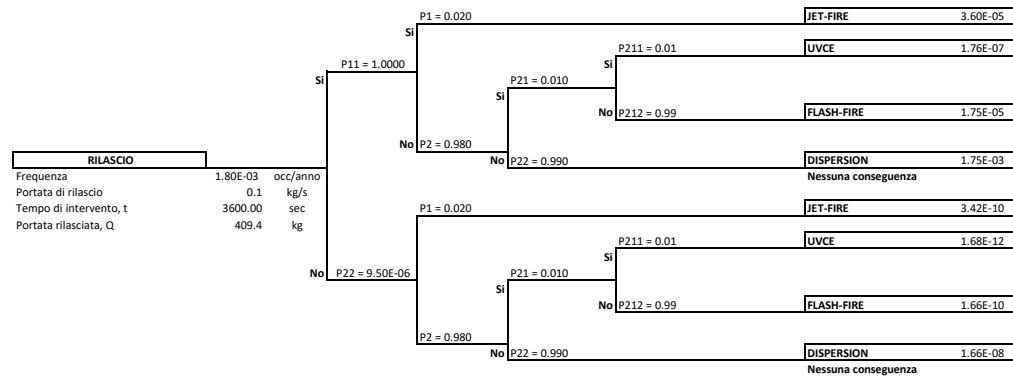 P1 = 0.020 JET-FIRE 3.60E-05
Si
P211 = 0.01 UVCE 1.76E-07
P11 = 1.0000 Si
Si P21 = 0.010
Si
No P212 = 0.99 FLASH-FIRE 1.75E-05
No P2 = 0.980
No P22 = 0.990 DISPERSION 1.75E-03
RILASCIO
Nessuna conseguenza
Frequenza 1.80E-03 occ/anno
Portata di rilascio 0.1 kg/s
Tempo di intervento, t 3600.00 sec
Portata rilasciata, Q 409.4 kg
P1 = 0.020 JET-FIRE 3.42E-10
P211 = 0.01 UVCE 1.68E-12
Si
No P22 = 9.50E-06 P21 = 0.010
Si
No P212 = 0.99 FLASH-FIRE 1.66E-10
P2 = 0.980
No P22 = 0.990 DISPERSION 1.66E-08
Nessuna conseguenza